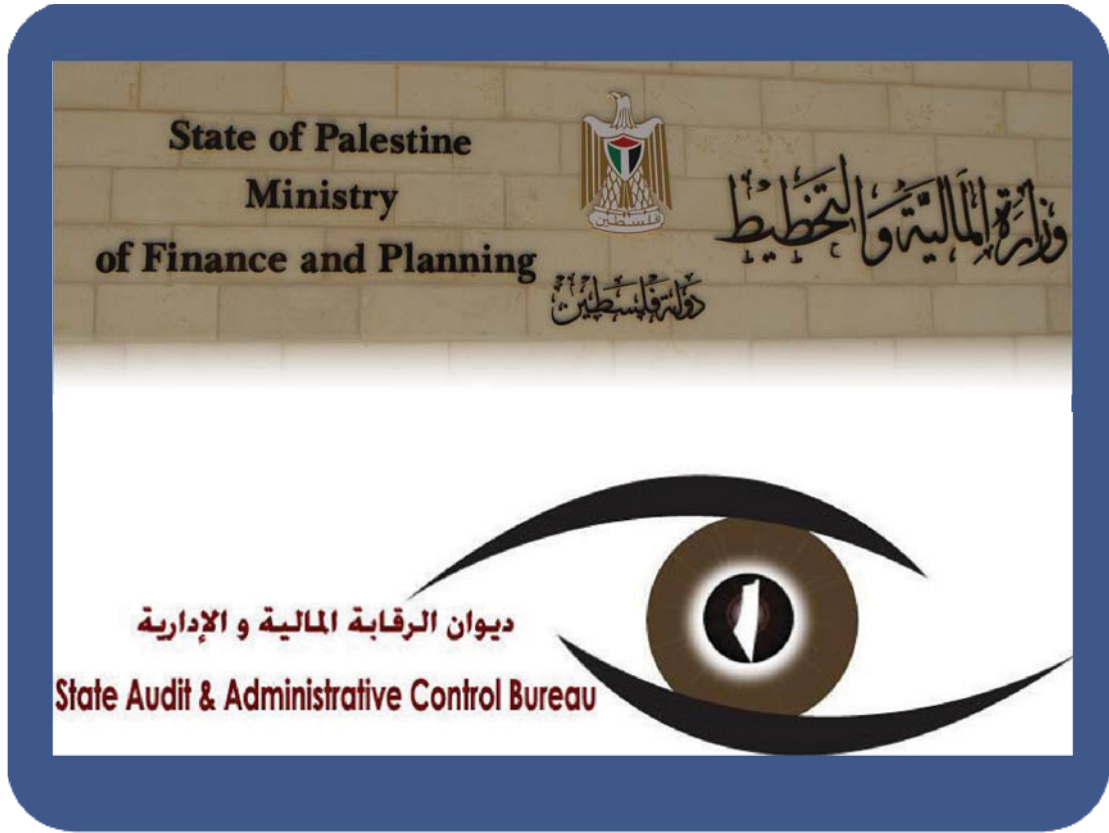 State of Palestine
Ministry
of Finance and Planning
فلسطين
دولة فلسطين
وزارة المالية والتخطيط
ديوان الرقابة المالية و الإدارية
State Audit & Administrative Control Bureau